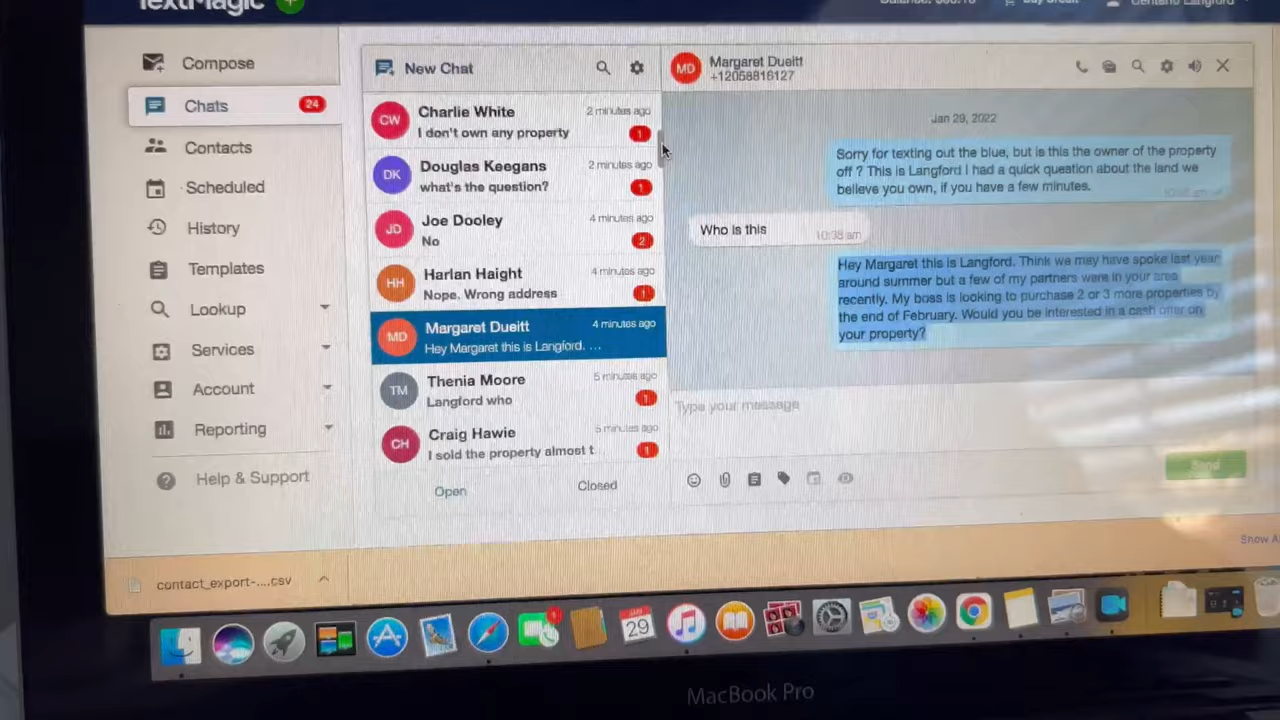 TextMagic
Compose
Chats
24
Contacts
Scheduled
History
Templates
Lookup
Services
Account
Reporting
Help & Support
New Chat
CW
Charlie White
2 minutes ago
I don't own any property
1
DK
Douglas Keegans
2 minutes ago
what's the question?
1
JD
Joe Dooley
4 minutes ago
No
2
HH
Harlan Haight
4 minutes ago
Nope. Wrong address
1
MD
Margaret Dueitt
4 minutes ago
Hey Margaret this is Langford. ...
TM
Thenia Moore
5 minutes ago
Langford who
1
CH
Craig Hawie
5 minutes ago
I sold the property almost t
1
Open
Closed
MD
Margaret Dueitt
+12058816127
Jan 29, 2022
Sorry for texting out the blue, but is this the owner of the property
off ? This is Langford I had a quick question about the land we
believe you own, if you have a few minutes.
Who is this
10:38 am
Hey Margaret this is Langford. Think we may have spoke last year
around summer but a few of my partners were in your area
recently. My boss is looking to purchase 2 or 3 more properties by
the end of February. Would you be interested in a cash offer on
your property?
Type your message
Send
contact_export-....csv
Show
29
MacBook Pro